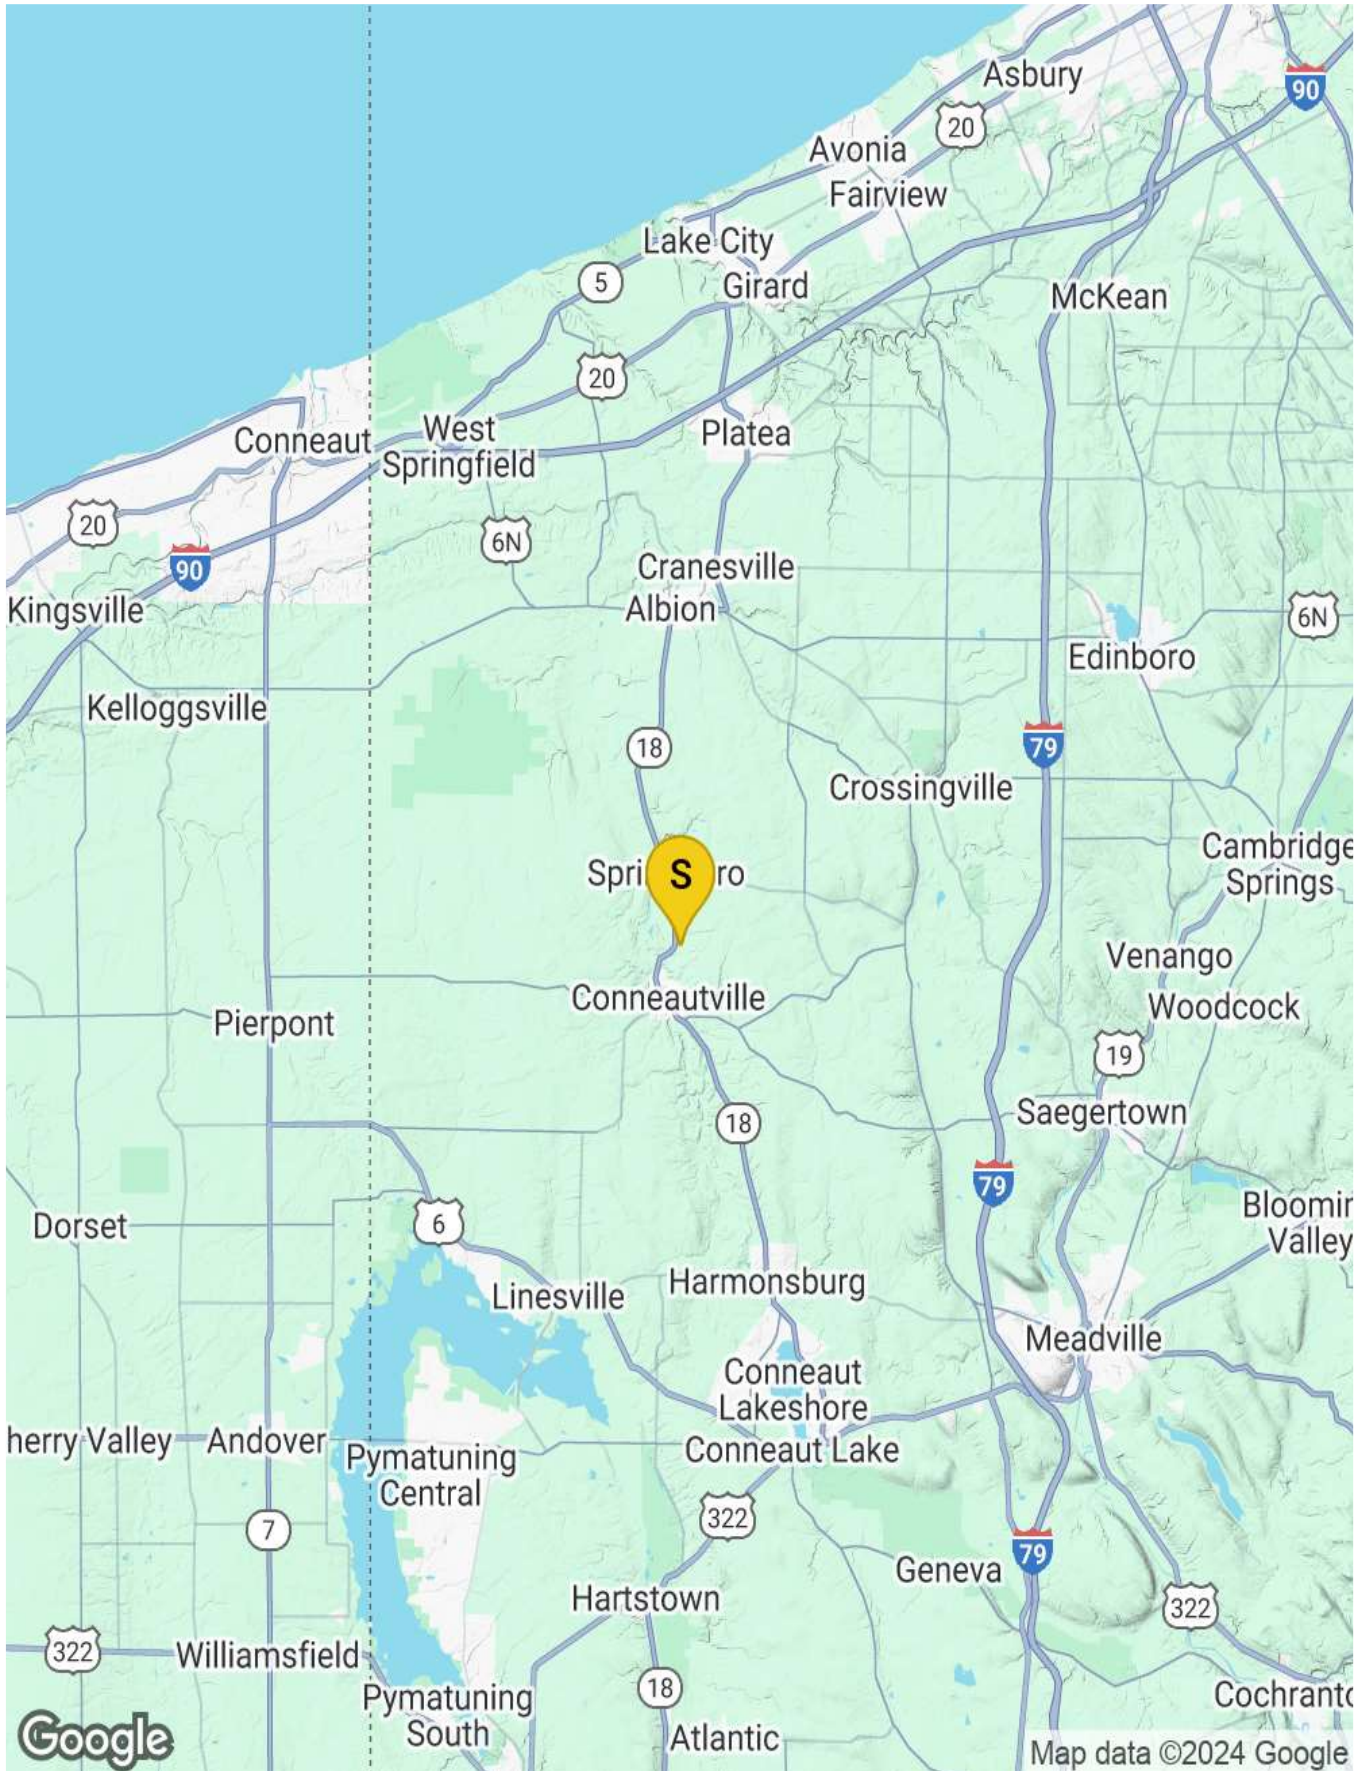 Asbury
90
20
Avonia
Fairview
Lake City
5
Girard
McKean
20
Conneaut
West
Springfield
Platea
20
6N
90
Cranesville
Kingsville
Albion
6N
Edinboro
Kelloggsville
18
79
Crossingville
Cambridge
Springs
Spri
S
ro
Venango
Conneautville
Woodcock
Pierpont
19
18
Saegertown
79
Dorset
6
Bloomin
Valley
Linesville
Harmonsburg
Meadville
Conneaut
Lakeshore
herry Valley
Andover
Conneaut Lake
Pymatuning
Central
322
7
79
Geneva
Hartstown
322
322
Williamsfield
18
Pymatuning
South
Cochranto
Atlantic
Google
Map data ©2024 Google